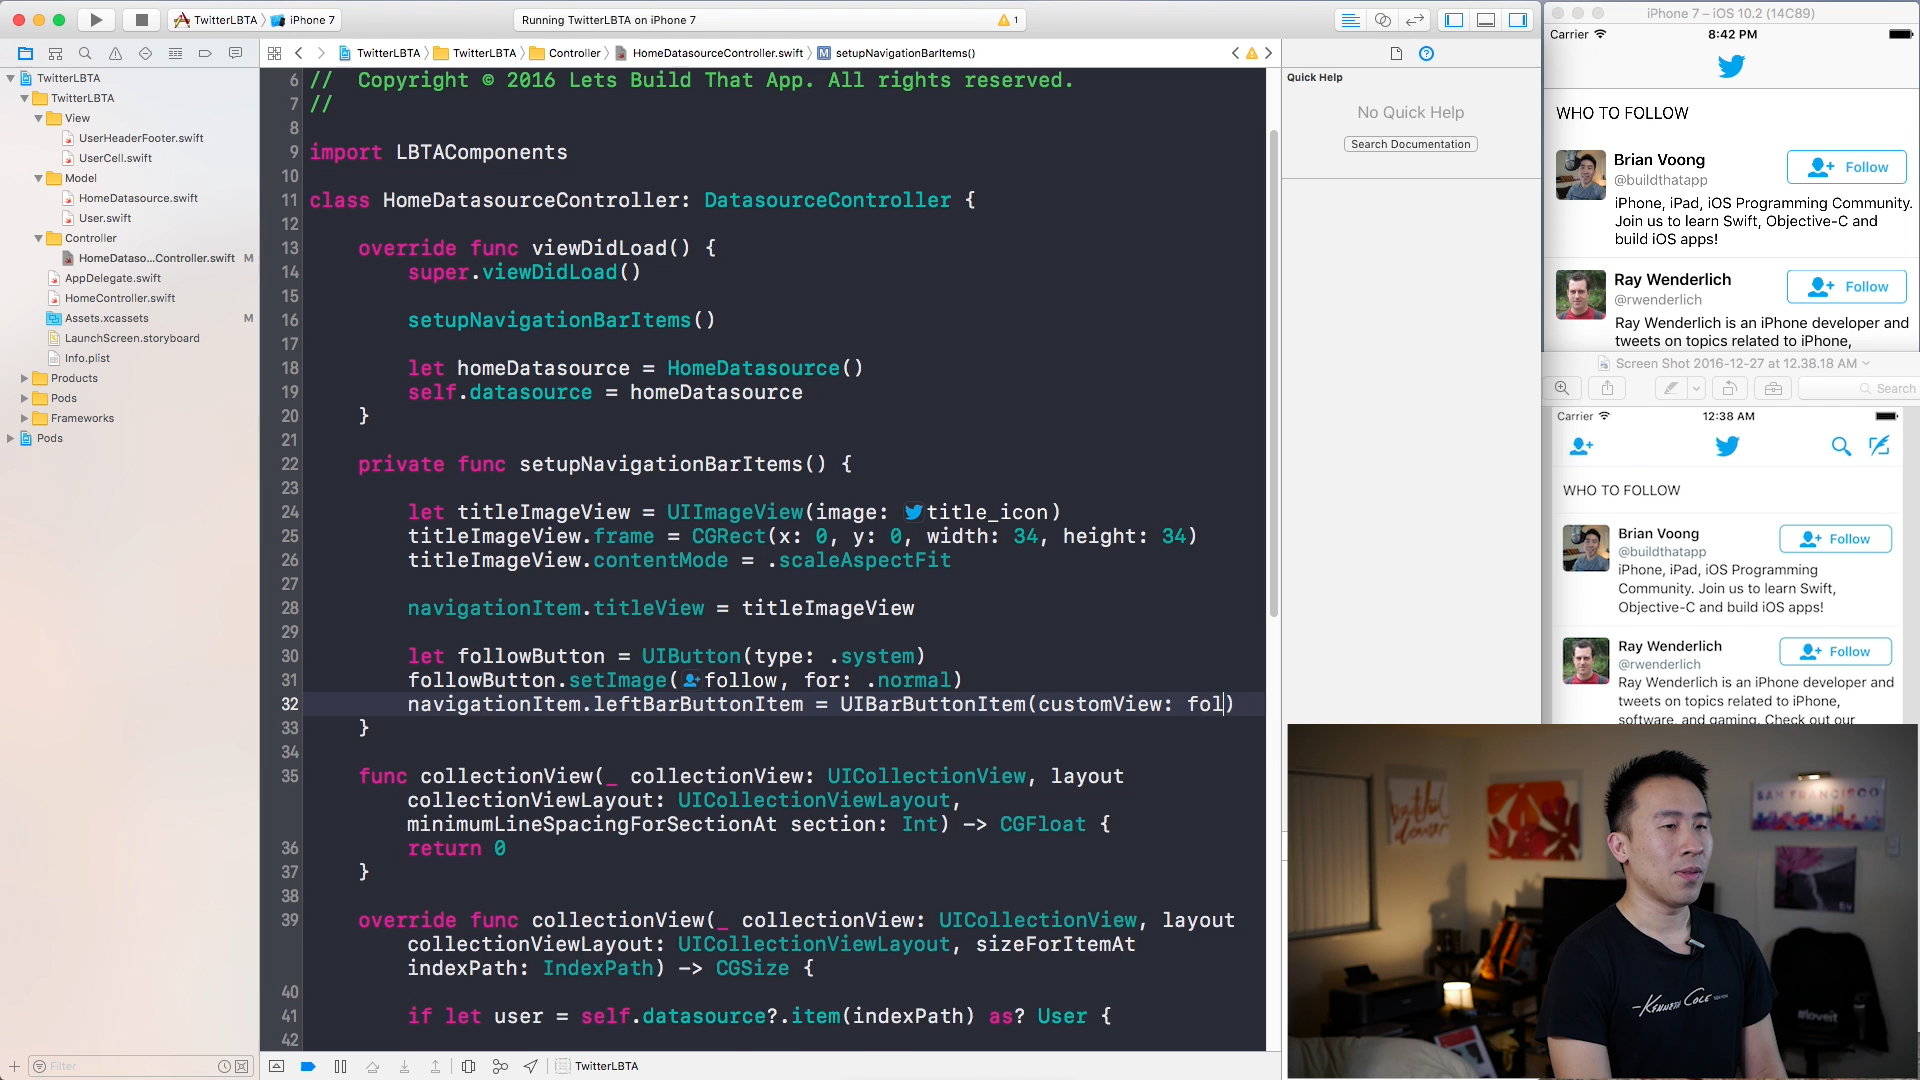 TwitterLBTA
iPhone 7
Running TwitterLBTA on iPhone 7
1
iPhone 7 – iOS 10.2 (14C89)
TwitterLBTA
TwitterLBTA
Controller
HomeDatasourceController.swift
M
setupNavigationBarItems()
TwitterLBTA
TwitterLBTA
View
UserHeaderFooter.swift
UserCell.swift
Model
HomeDatasource.swift
User.swift
Controller
HomeDataso...Controller.swift M
AppDelegate.swift
HomeController.swift
Assets.xcassets M
LaunchScreen.storyboard
Info.plist
Products
Pods
Frameworks
Pods
Filter
6 // Copyright © 2016 Lets Build That App. All rights reserved.
7 //
8
9 import LBTAComponents
10
11 class HomeDatasourceController: DatasourceController {
12
13 override func viewDidLoad() {
14 super.viewDidLoad()
15
16 setupNavigationBarItems()
17
18 let homeDatasource = HomeDatasource()
19 self.datasource = homeDatasource
20 }
21
22 private func setupNavigationBarItems() {
23
24 let titleImageView = UIImageView(image: title_icon)
25 titleImageView.frame = CGRect(x: 0, y: 0, width: 34, height: 34)
26 titleImageView.contentMode = .scaleAspectFit
27
28 navigationItem.titleView = titleImageView
29
30 let followButton = UIButton(type: .system)
31 followButton.setImage(follow, for: .normal)
32 navigationItem.leftBarButtonItem = UIBarButtonItem(customView: fol)
33 }
34
35 func collectionView(_ collectionView: UICollectionView, layout
collectionViewLayout: UICollectionViewLayout,
minimumLineSpacingForSectionAt section: Int) -> CGFloat {
36 return 0
37 }
38
39 override func collectionView(_ collectionView: UICollectionView, layout
collectionViewLayout: UICollectionViewLayout, sizeForItemAt
indexPath: IndexPath) -> CGSize {
40
41 if let user = self.datasource?.item(indexPath) as? User {
42
TwitterLBTA
Quick Help
No Quick Help
Search Documentation
Carrier
8:42 PM
WHO TO FOLLOW
Brian Voong
Follow
@buildthatapp
iPhone, iPad, iOS Programming Community.
Join us to learn Swift, Objective-C and
build iOS apps!
Ray Wenderlich
Follow
@rwenderlich
Ray Wenderlich is an iPhone developer and
tweets on topics related to iPhone,
Screen Shot 2016-12-27 at 12.38.18 AM
Search
Carrier
12:38 AM
WHO TO FOLLOW
Brian Voong
Follow
@buildthatapp
iPhone, iPad, iOS Programming
Community. Join us to learn Swift,
Objective-C and build iOS apps!
Ray Wenderlich
Follow
@rwenderlich
Ray Wenderlich is an iPhone developer and
tweets on topics related to iPhone,
software, and gaming. Check out our
SAN FRANCISCO
KENNETH COLE
#loveit